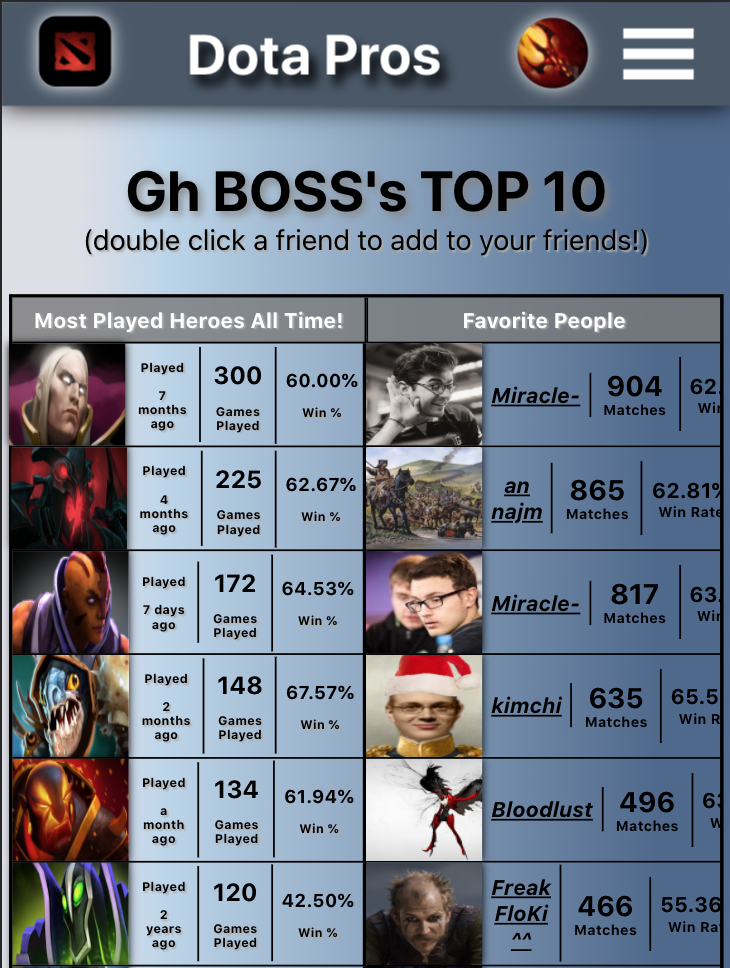 Dota Pros
Gh BOSS's TOP 10
(double click a friend to add to your friends!)
Most Played Heroes All Time!
Favorite People
Played
7
months
ago
300
Games
Played
60.00%
Win %
Miracle-
904
Matches
62.
Win
Played
4
months
ago
225
Games
Played
62.67%
Win %
an
najm
865
Matches
62.81%
Win Rate
Played
7 days
ago
172
Games
Played
64.53%
Win %
Miracle-
817
Matches
63.
Win
Played
2
months
ago
148
Games
Played
67.57%
Win %
kimchi
635
Matches
65.5
Win R
Played
a
month
ago
134
Games
Played
61.94%
Win %
Bloodlust
496
Matches
63
W
Played
2
years
ago
120
Games
Played
42.50%
Win %
Freak
FloKi
^^
466
Matches
55.36
Win Ra